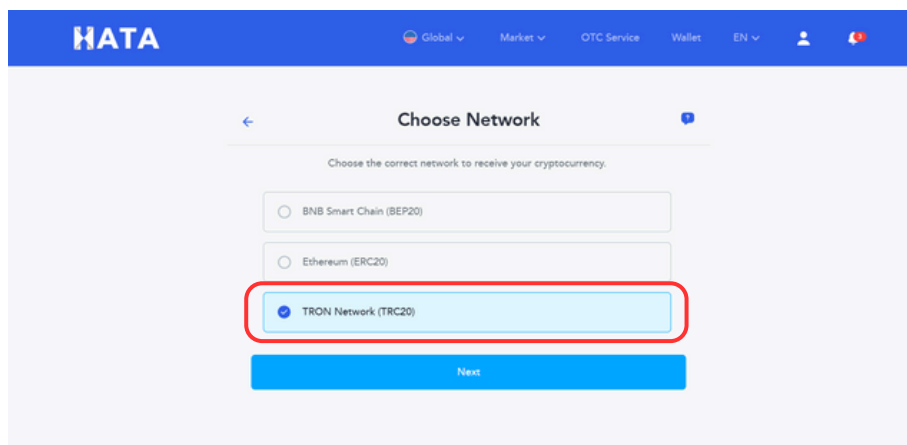 HATA
Global Market OTC Service Wallet EN
Choose Network
Choose the correct network to receive your cryptocurrency.
BNB Smart Chain (BEP20)
Ethereum (ERC20)
TRON Network (TRC20)
Next